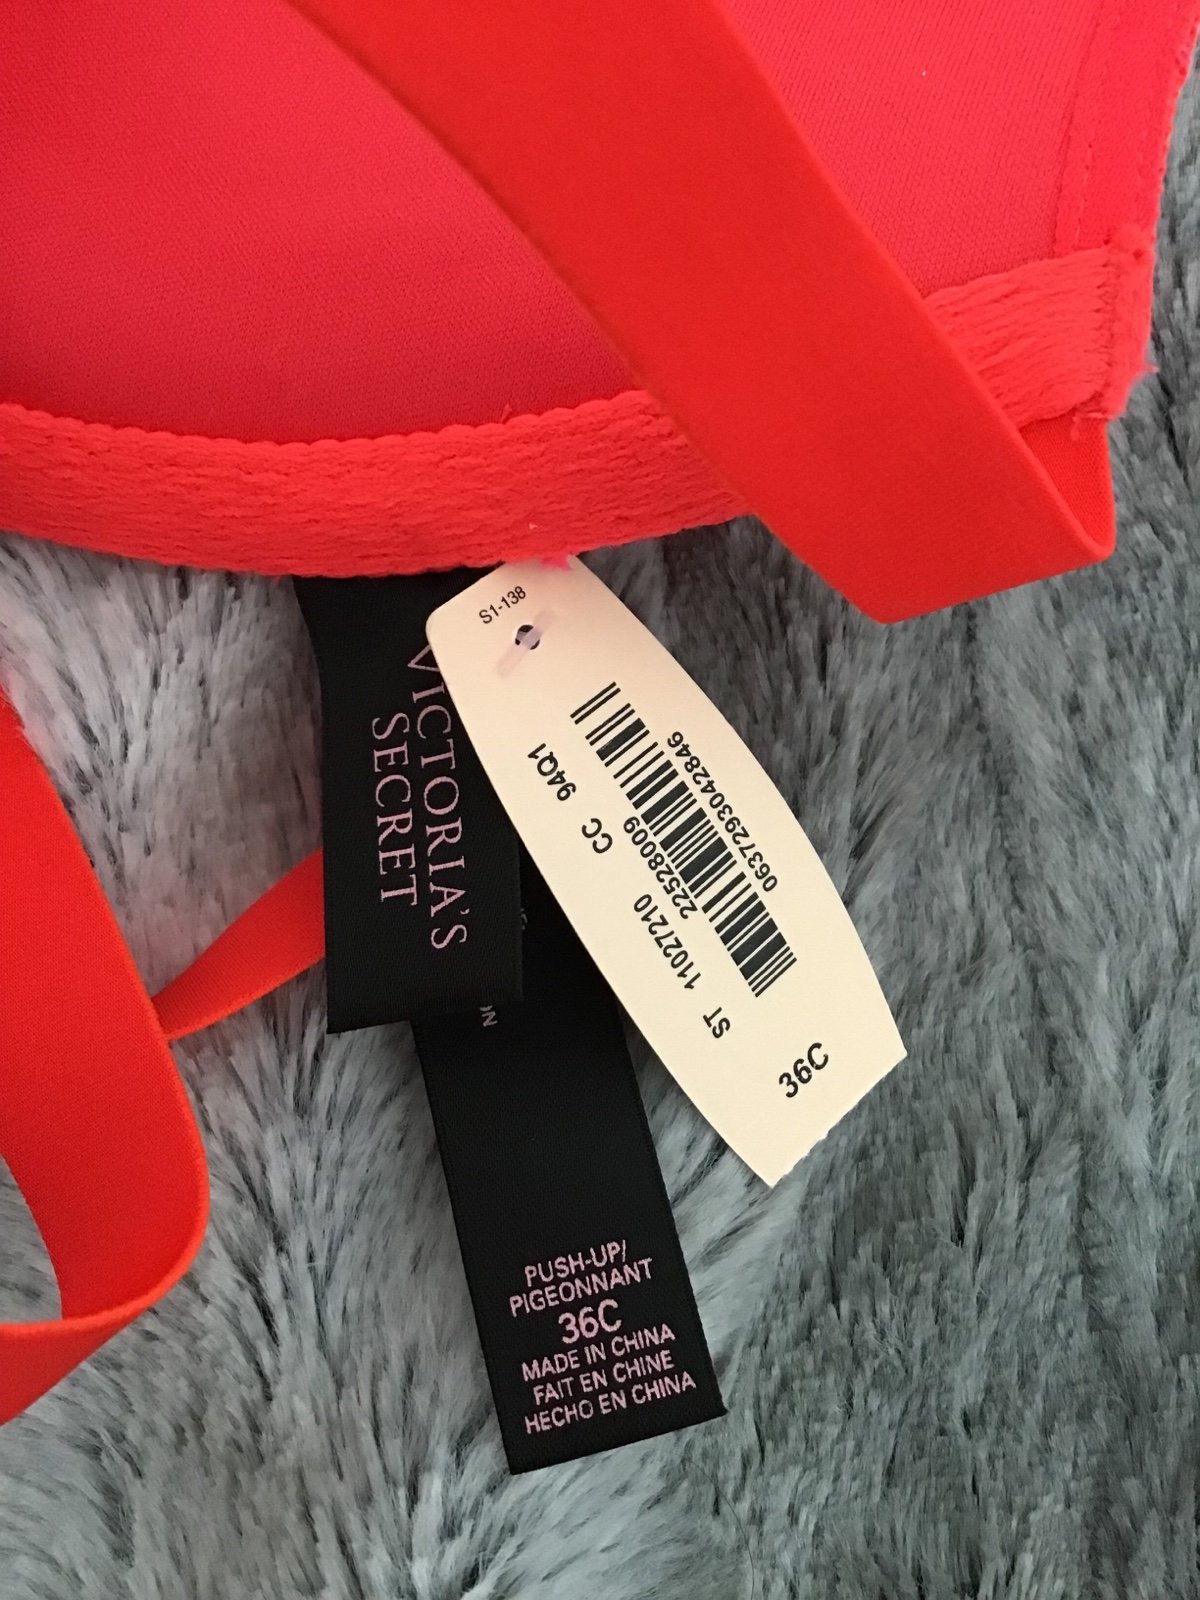 S1-138
CC 94Q1
ST 11027210
22528009
0637293042846
36C
VICTORIA'S
SECRET
PUSH-UP/
PIGEONNANT
36C
MADE IN CHINA
FAIT EN CHINE
HECHO EN CHINA